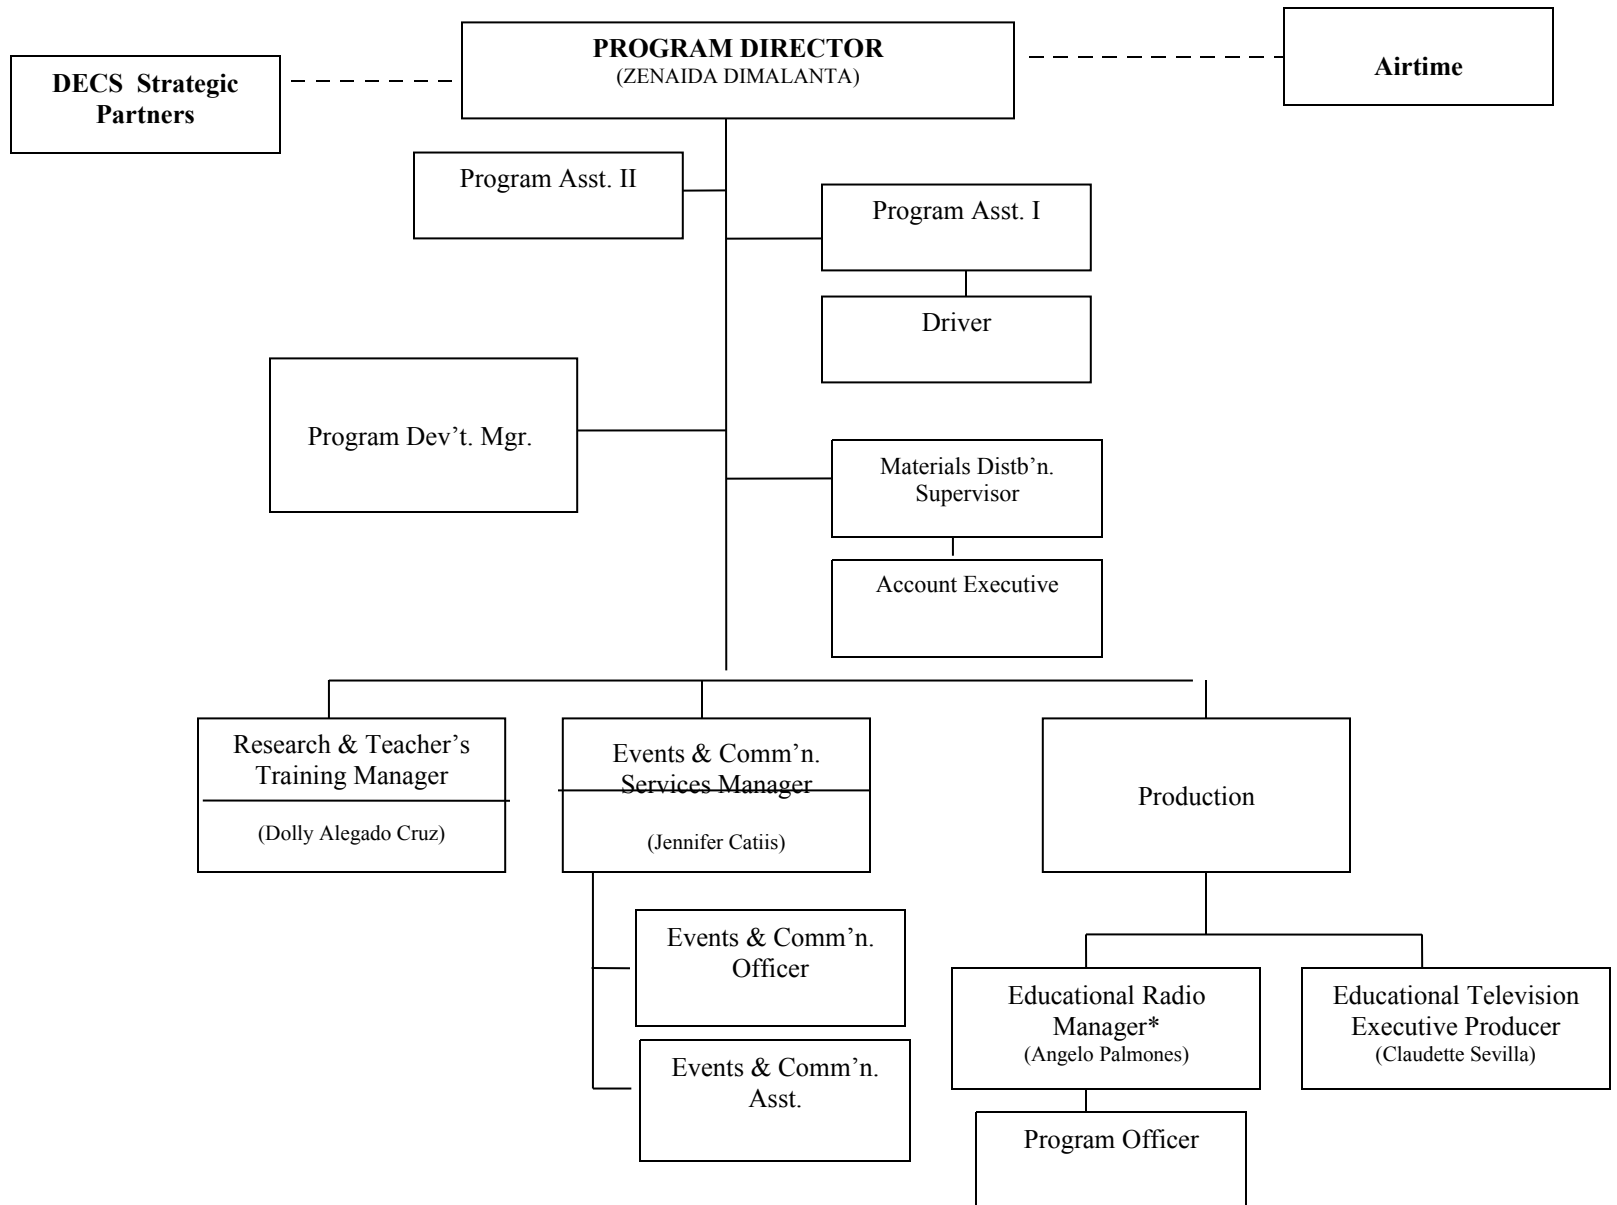 PROGRAM DIRECTOR
(ZENAIDA DIMALANTA)
Airtime
DECS Strategic
Partners
Program Asst. II
Program Asst. I
Driver
Program Dev’t. Mgr.
Materials Distb’n.
Supervisor
Account Executive
Research & Teacher’s
Training Manager
(Dolly Alegado Cruz)
Events & Comm’n.
Services Manager
(Jennifer Catiis)
Production
Events & Comm’n.
Officer
Events & Comm’n.
Asst.
Educational Radio
Manager*
(Angelo Palmones)
Educational Television
Executive Producer
(Claudette Sevilla)
Program Officer